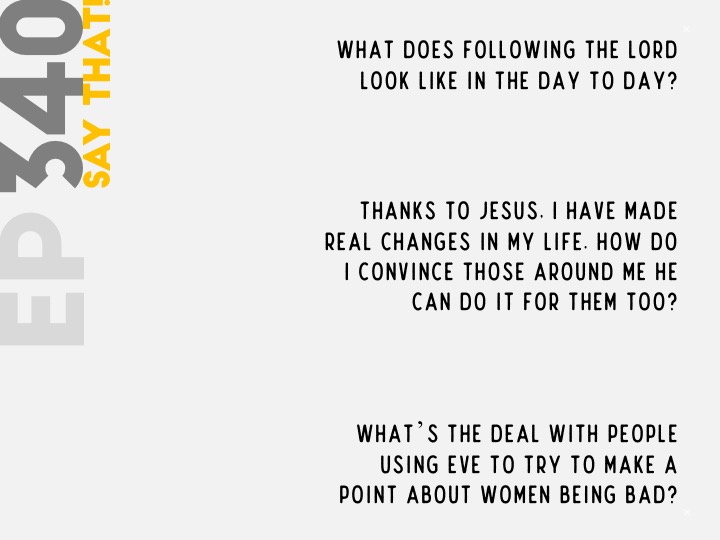 EP 340
SAY THAT!
WHAT DOES FOLLOWING THE LORD
LOOK LIKE IN THE DAY TO DAY?
THANKS TO JESUS, I HAVE MADE
REAL CHANGES IN MY LIFE. HOW DO
I CONVINCE THOSE AROUND ME HE
CAN DO IT FOR THEM TOO?
WHAT'S THE DEAL WITH PEOPLE
USING EVE TO TRY TO MAKE A
POINT ABOUT WOMEN BEING BAD?